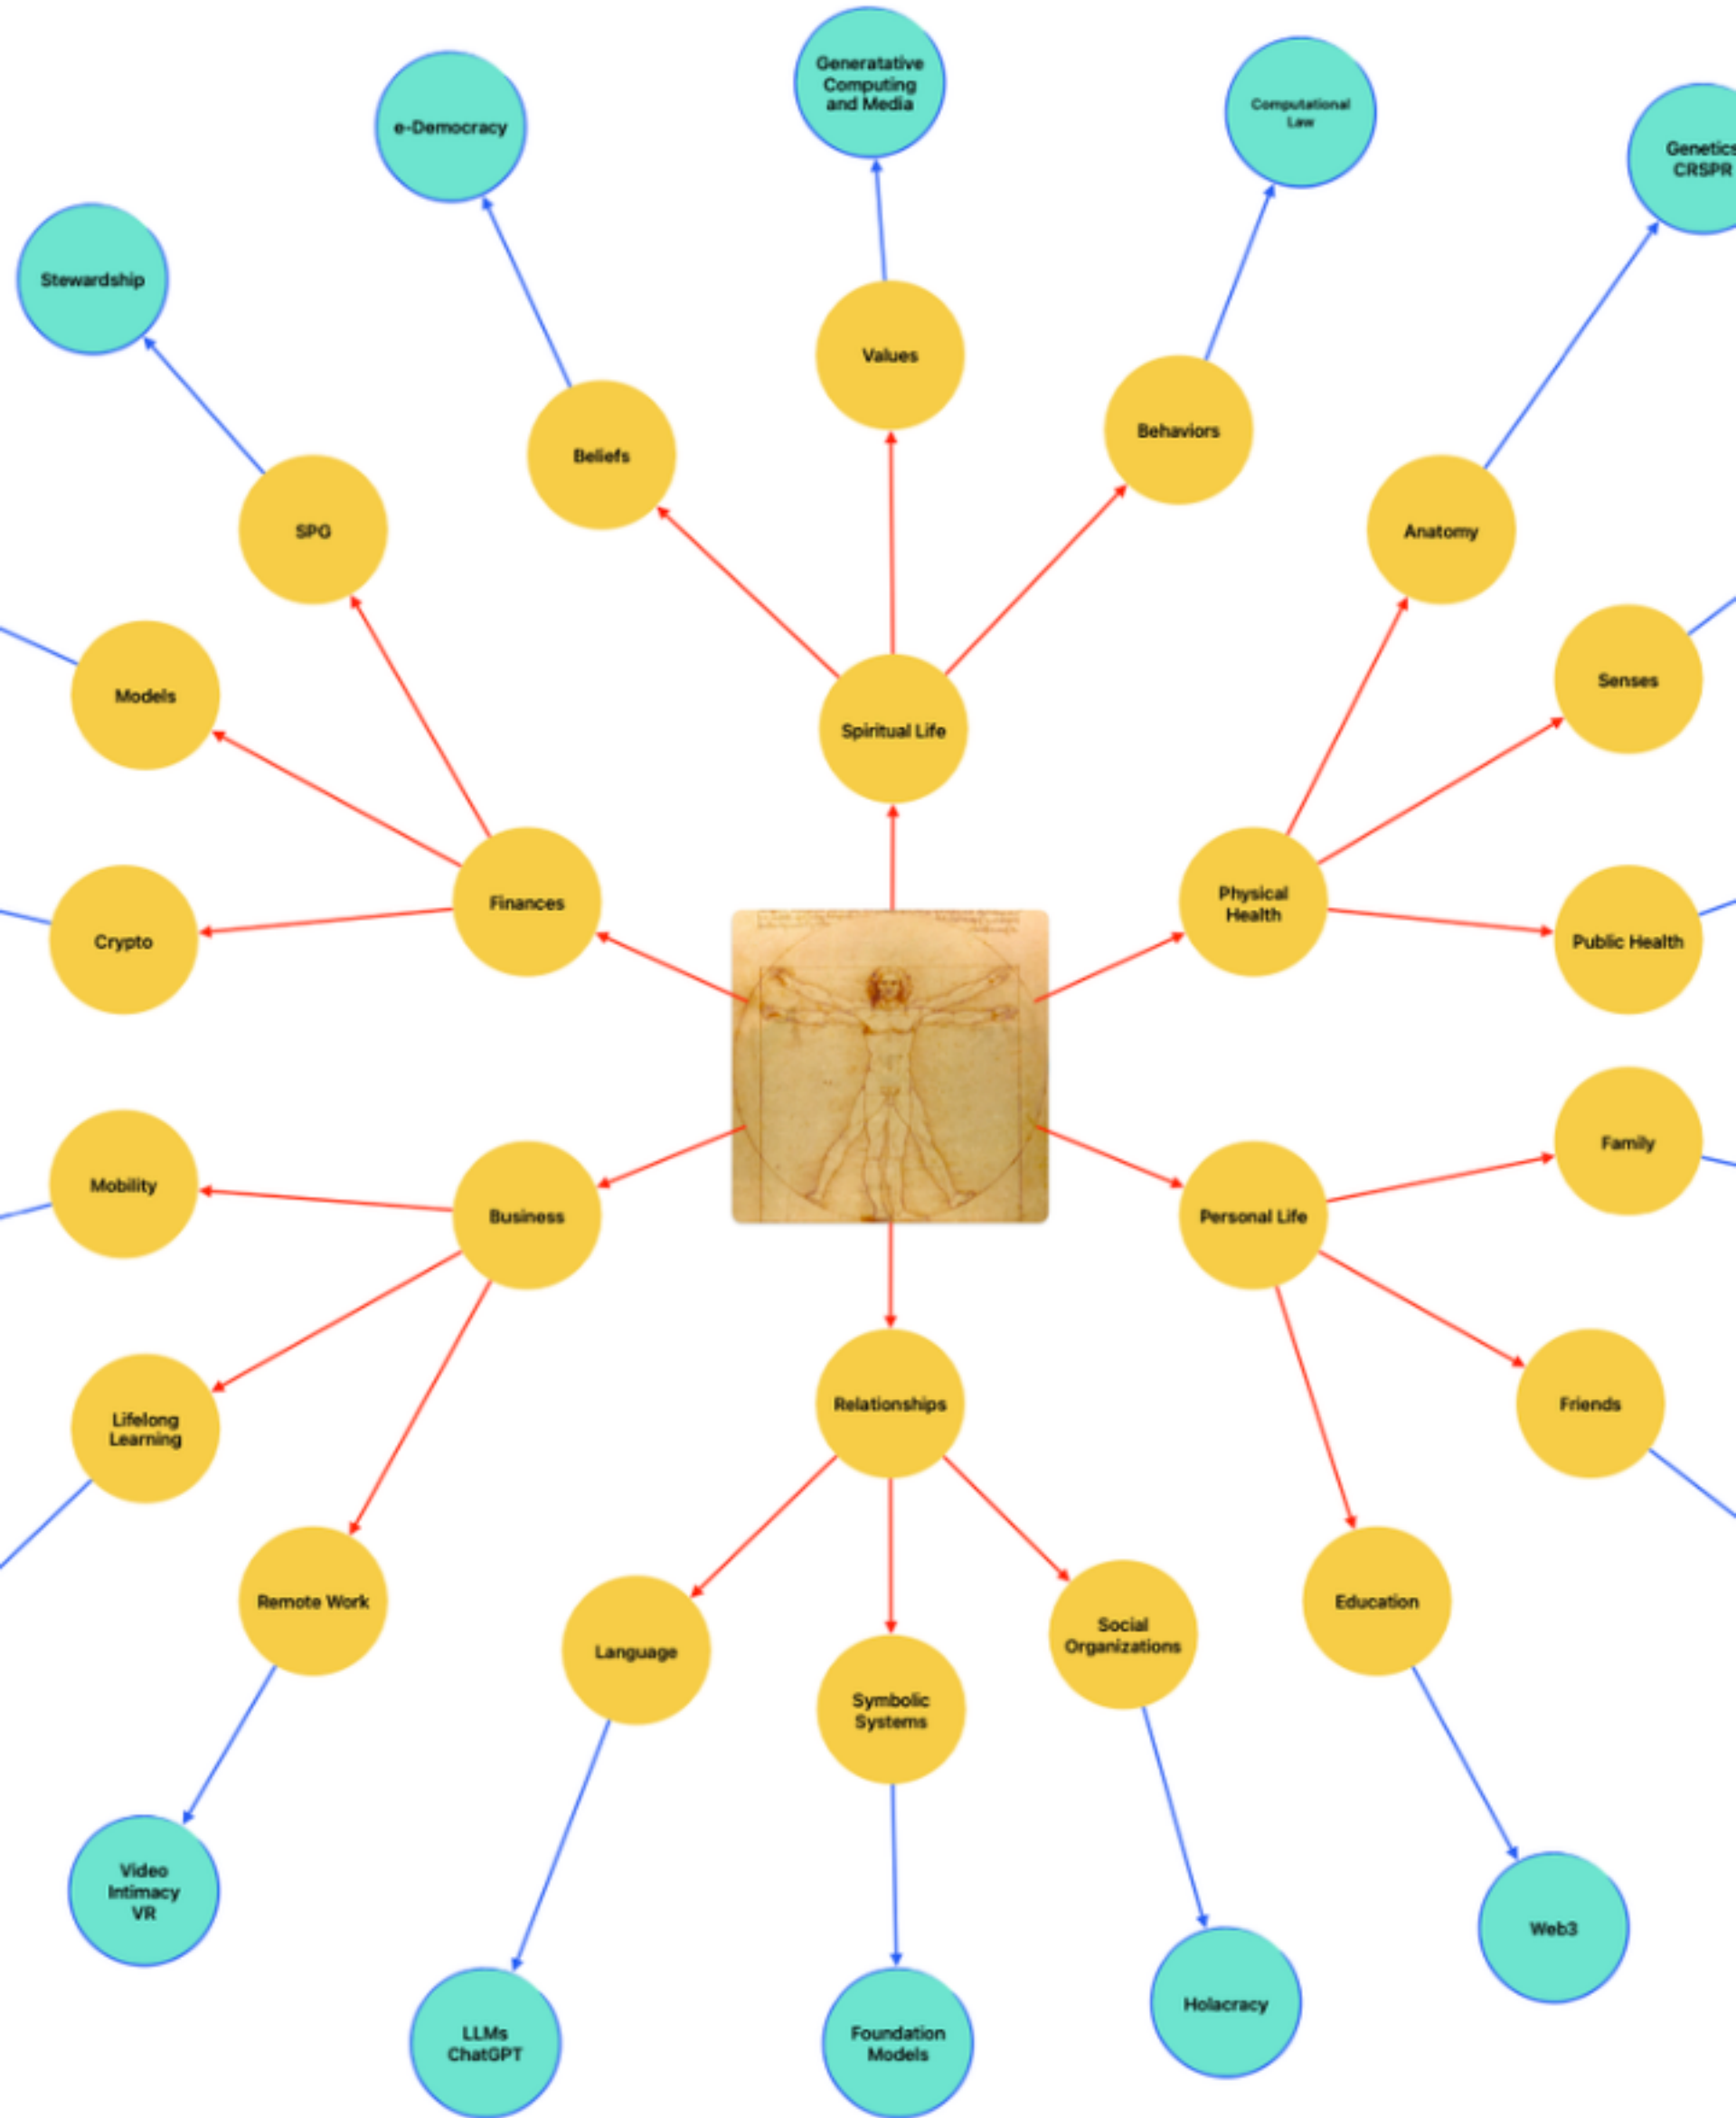 Generatative
Computing
and Media
Computational
Law
e-Democracy
Genetics
CRSPR
Stewardship
Values
Behaviors
Beliefs
SPG
Anatomy
Senses
Models
Spiritual Life
Finances
Physical
Health
Crypto
Public Health
Family
Mobility
Business
Personal Life
Relationships
Friends
Lifelong
Learning
Remote Work
Education
Language
Social
Organizations
Symbolic
Systems
Video
Intimacy
VR
Web3
Holacracy
LLMs
ChatGPT
Foundation
Models